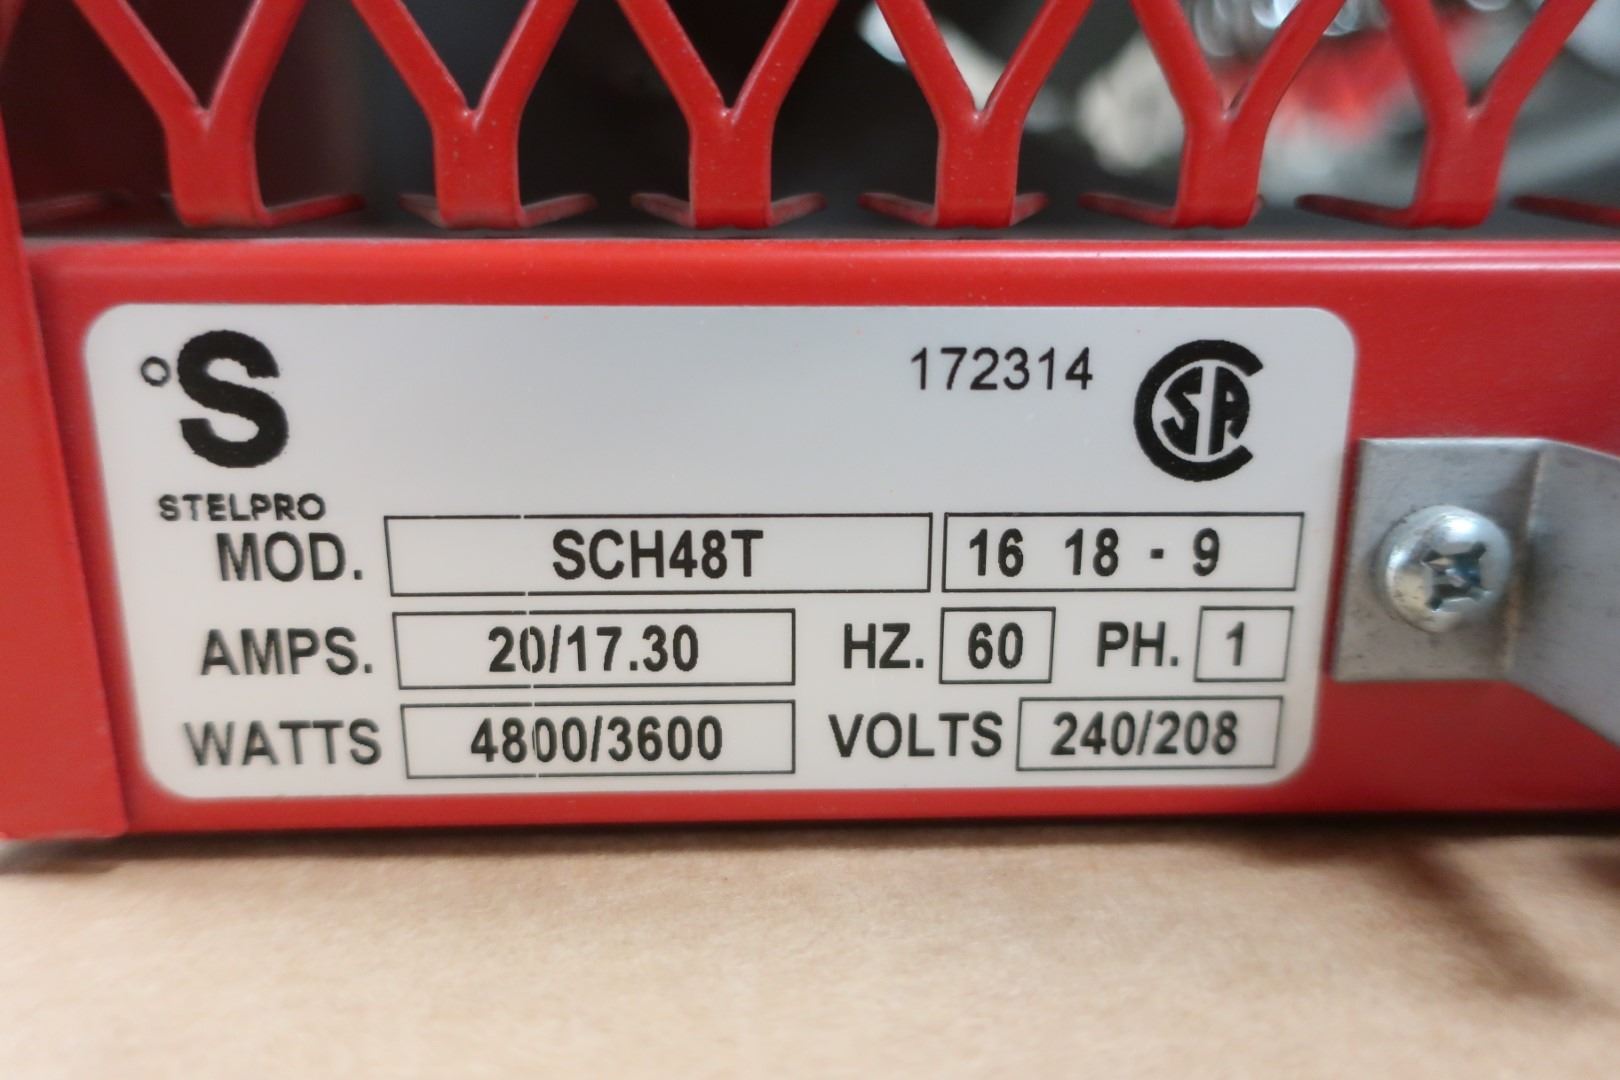 °S
172314
CSA
STELPRO
MOD. SCH48T 16 18 - 9
AMPS. 20/17.30 HZ. 60 PH. 1
WATTS 4800/3600 VOLTS 240/208